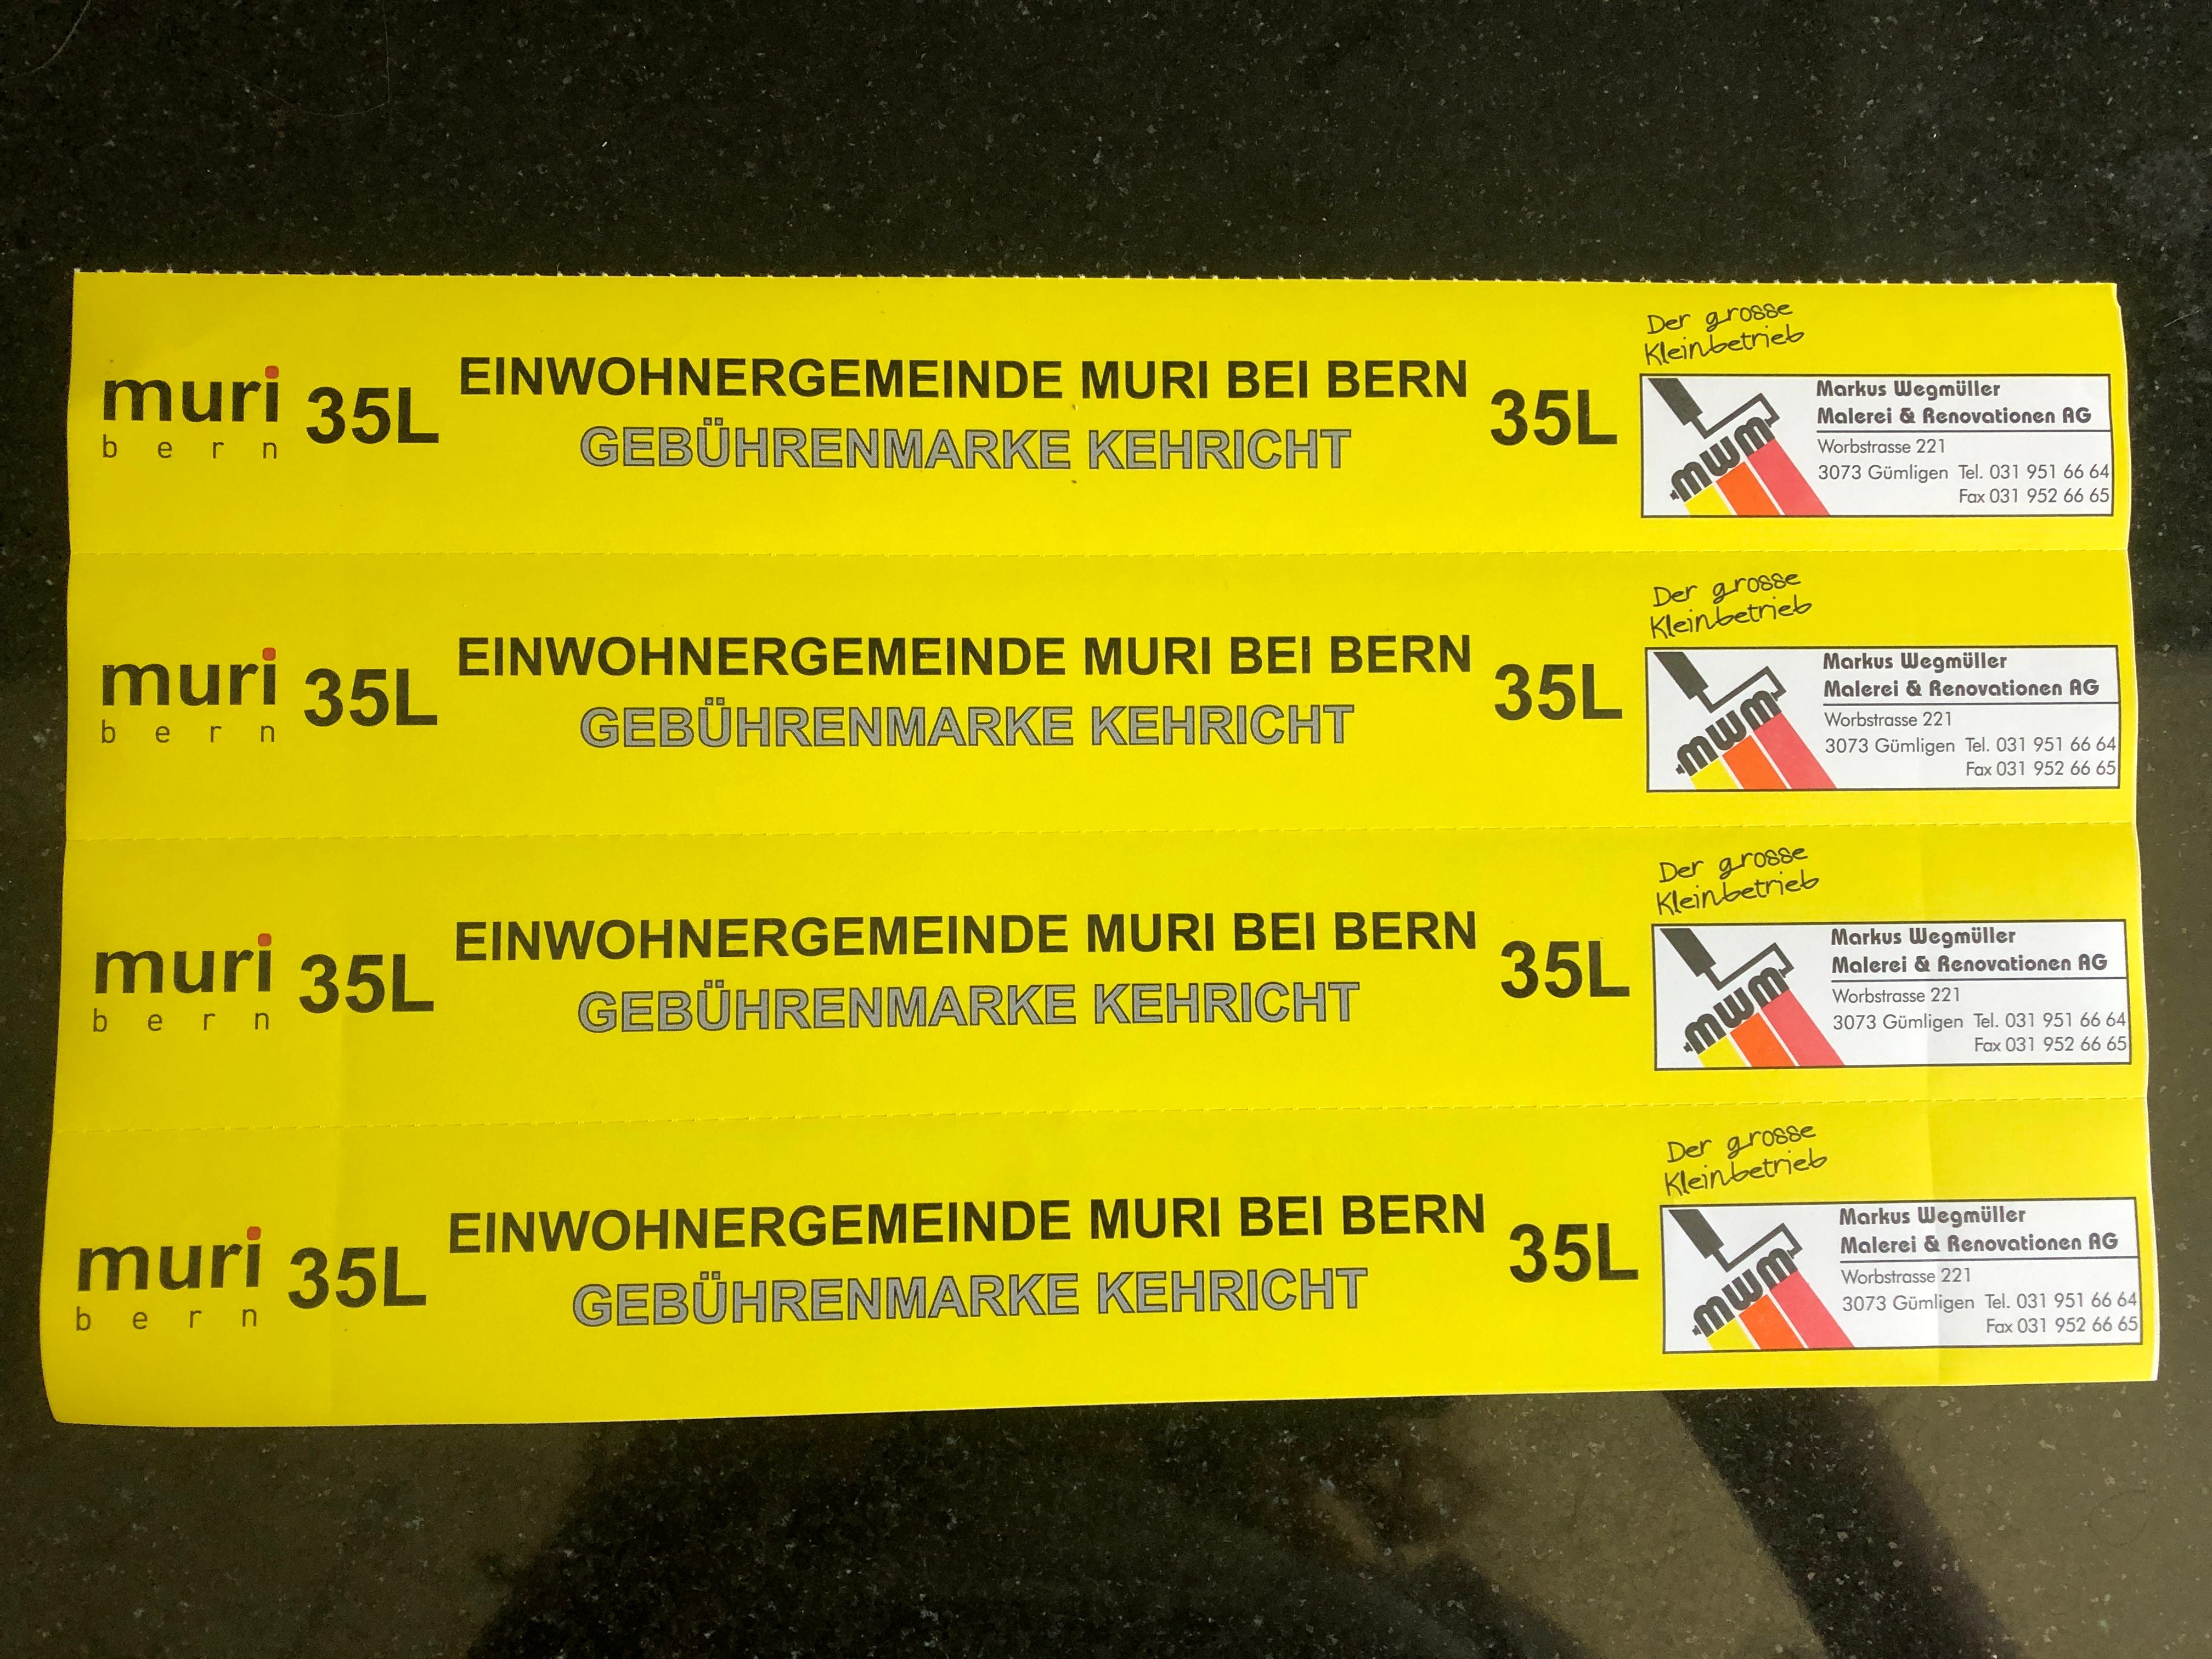 muri
bern
35L
EINWOHNERGEMEINDE MURI BEI BERN
GEBÜHRENMARKE KEHRICHT
35L
Der grosse
Kleinbetrieb
mwm
Markus Wegmüller
Malerei & Renovationen AG
Worbstrasse 221
3073 Gümligen Tel. 031 951 66 64
Fax 031 952 66 65
muri
bern
35L
EINWOHNERGEMEINDE MURI BEI BERN
GEBÜHRENMARKE KEHRICHT
35L
Der grosse
Kleinbetrieb
mwm
Markus Wegmüller
Malerei & Renovationen AG
Worbstrasse 221
3073 Gümligen Tel. 031 951 66 64
Fax 031 952 66 65
muri
bern
35L
EINWOHNERGEMEINDE MURI BEI BERN
GEBÜHRENMARKE KEHRICHT
35L
Der grosse
Kleinbetrieb
mwm
Markus Wegmüller
Malerei & Renovationen AG
Worbstrasse 221
3073 Gümligen Tel. 031 951 66 64
Fax 031 952 66 65
muri
bern
35L
EINWOHNERGEMEINDE MURI BEI BERN
GEBÜHRENMARKE KEHRICHT
35L
Der grosse
Kleinbetrieb
mwm
Markus Wegmüller
Malerei & Renovationen AG
Worbstrasse 221
3073 Gümligen Tel. 031 951 66 64
Fax 031 952 66 65